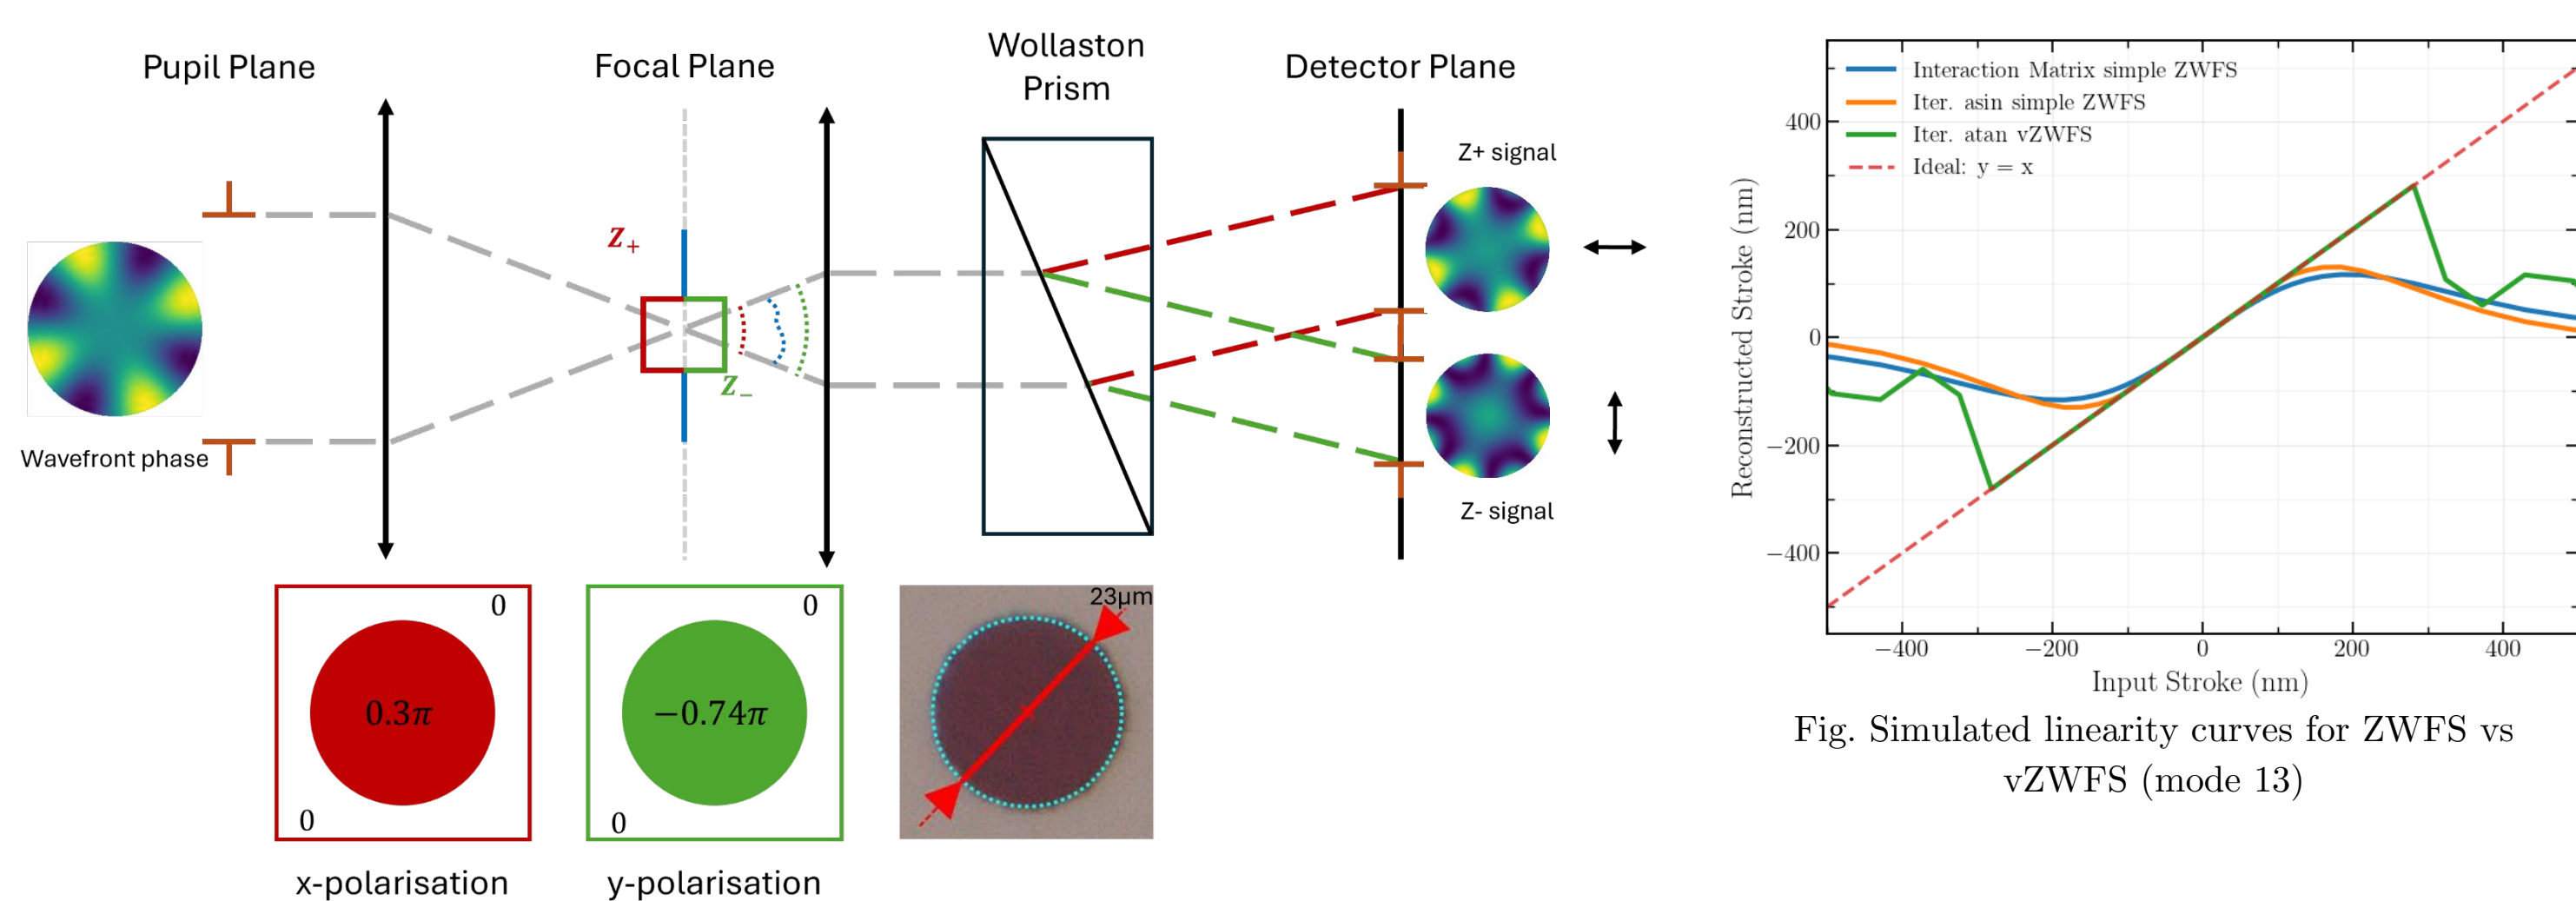 Pupil Plane
Focal Plane
Wollaston
Prism
Detector Plane
Z+
Z−
Wavefront phase
Z+ signal
Z- signal
0
0.3π
0
x-polarisation
0
−0.74π
0
y-polarisation
23μm
Interaction Matrix simple ZWFS
Iter. asin simple ZWFS
Iter. atan vZWFS
Ideal: y = x
Reconstructed Stroke (nm)
400
200
0
−200
−400
−400 −200 0 200 400
Input Stroke (nm)
Fig. Simulated linearity curves for ZWFS vs
vZWFS (mode 13)